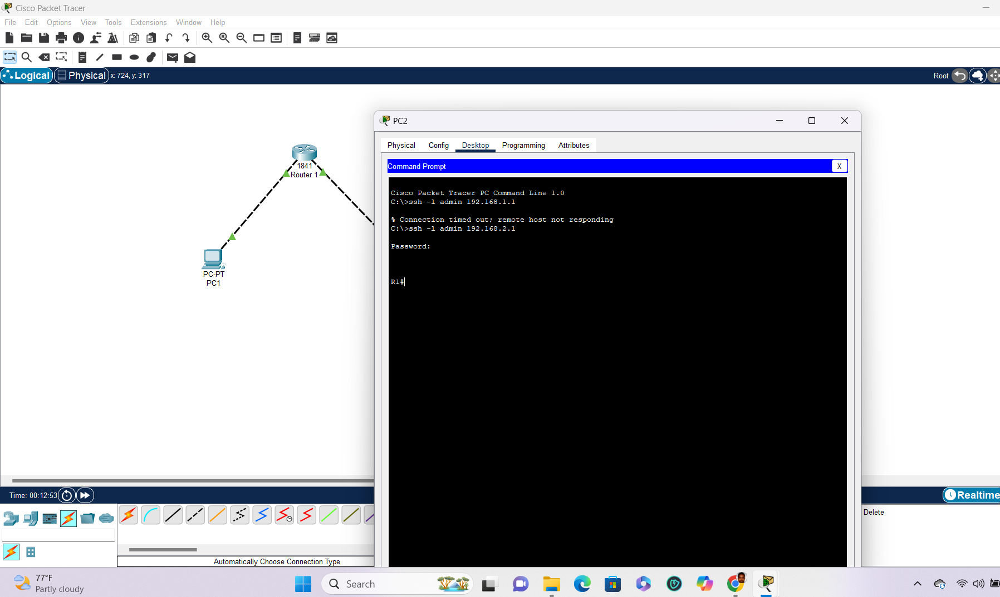 Cisco Packet Tracer
File Edit Options View Tools Extensions Window Help
Logical Physical x: 724, y: 317 Root
PC2
Physical Config Desktop Programming Attributes
Command Prompt X
Cisco Packet Tracer PC Command Line 1.0
C:\>ssh -l admin 192.168.1.1
% Connection timed out; remote host not responding
C:\>ssh -l admin 192.168.2.1
Password:
R1#
1841
Router 1
PC-PT
PC1
Time: 00:12:53 Realtime
Delete
Automatically Choose Connection Type
77°F
Partly cloudy
Search